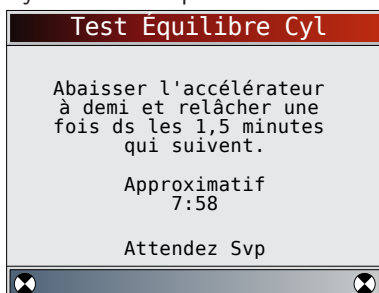 Test Équilibre Cyl
Abaisser l'accélérateur
à demi et relâcher une
fois ds les 1,5 minutes
qui suivent.
Approximatif
7:58
Attendez Svp